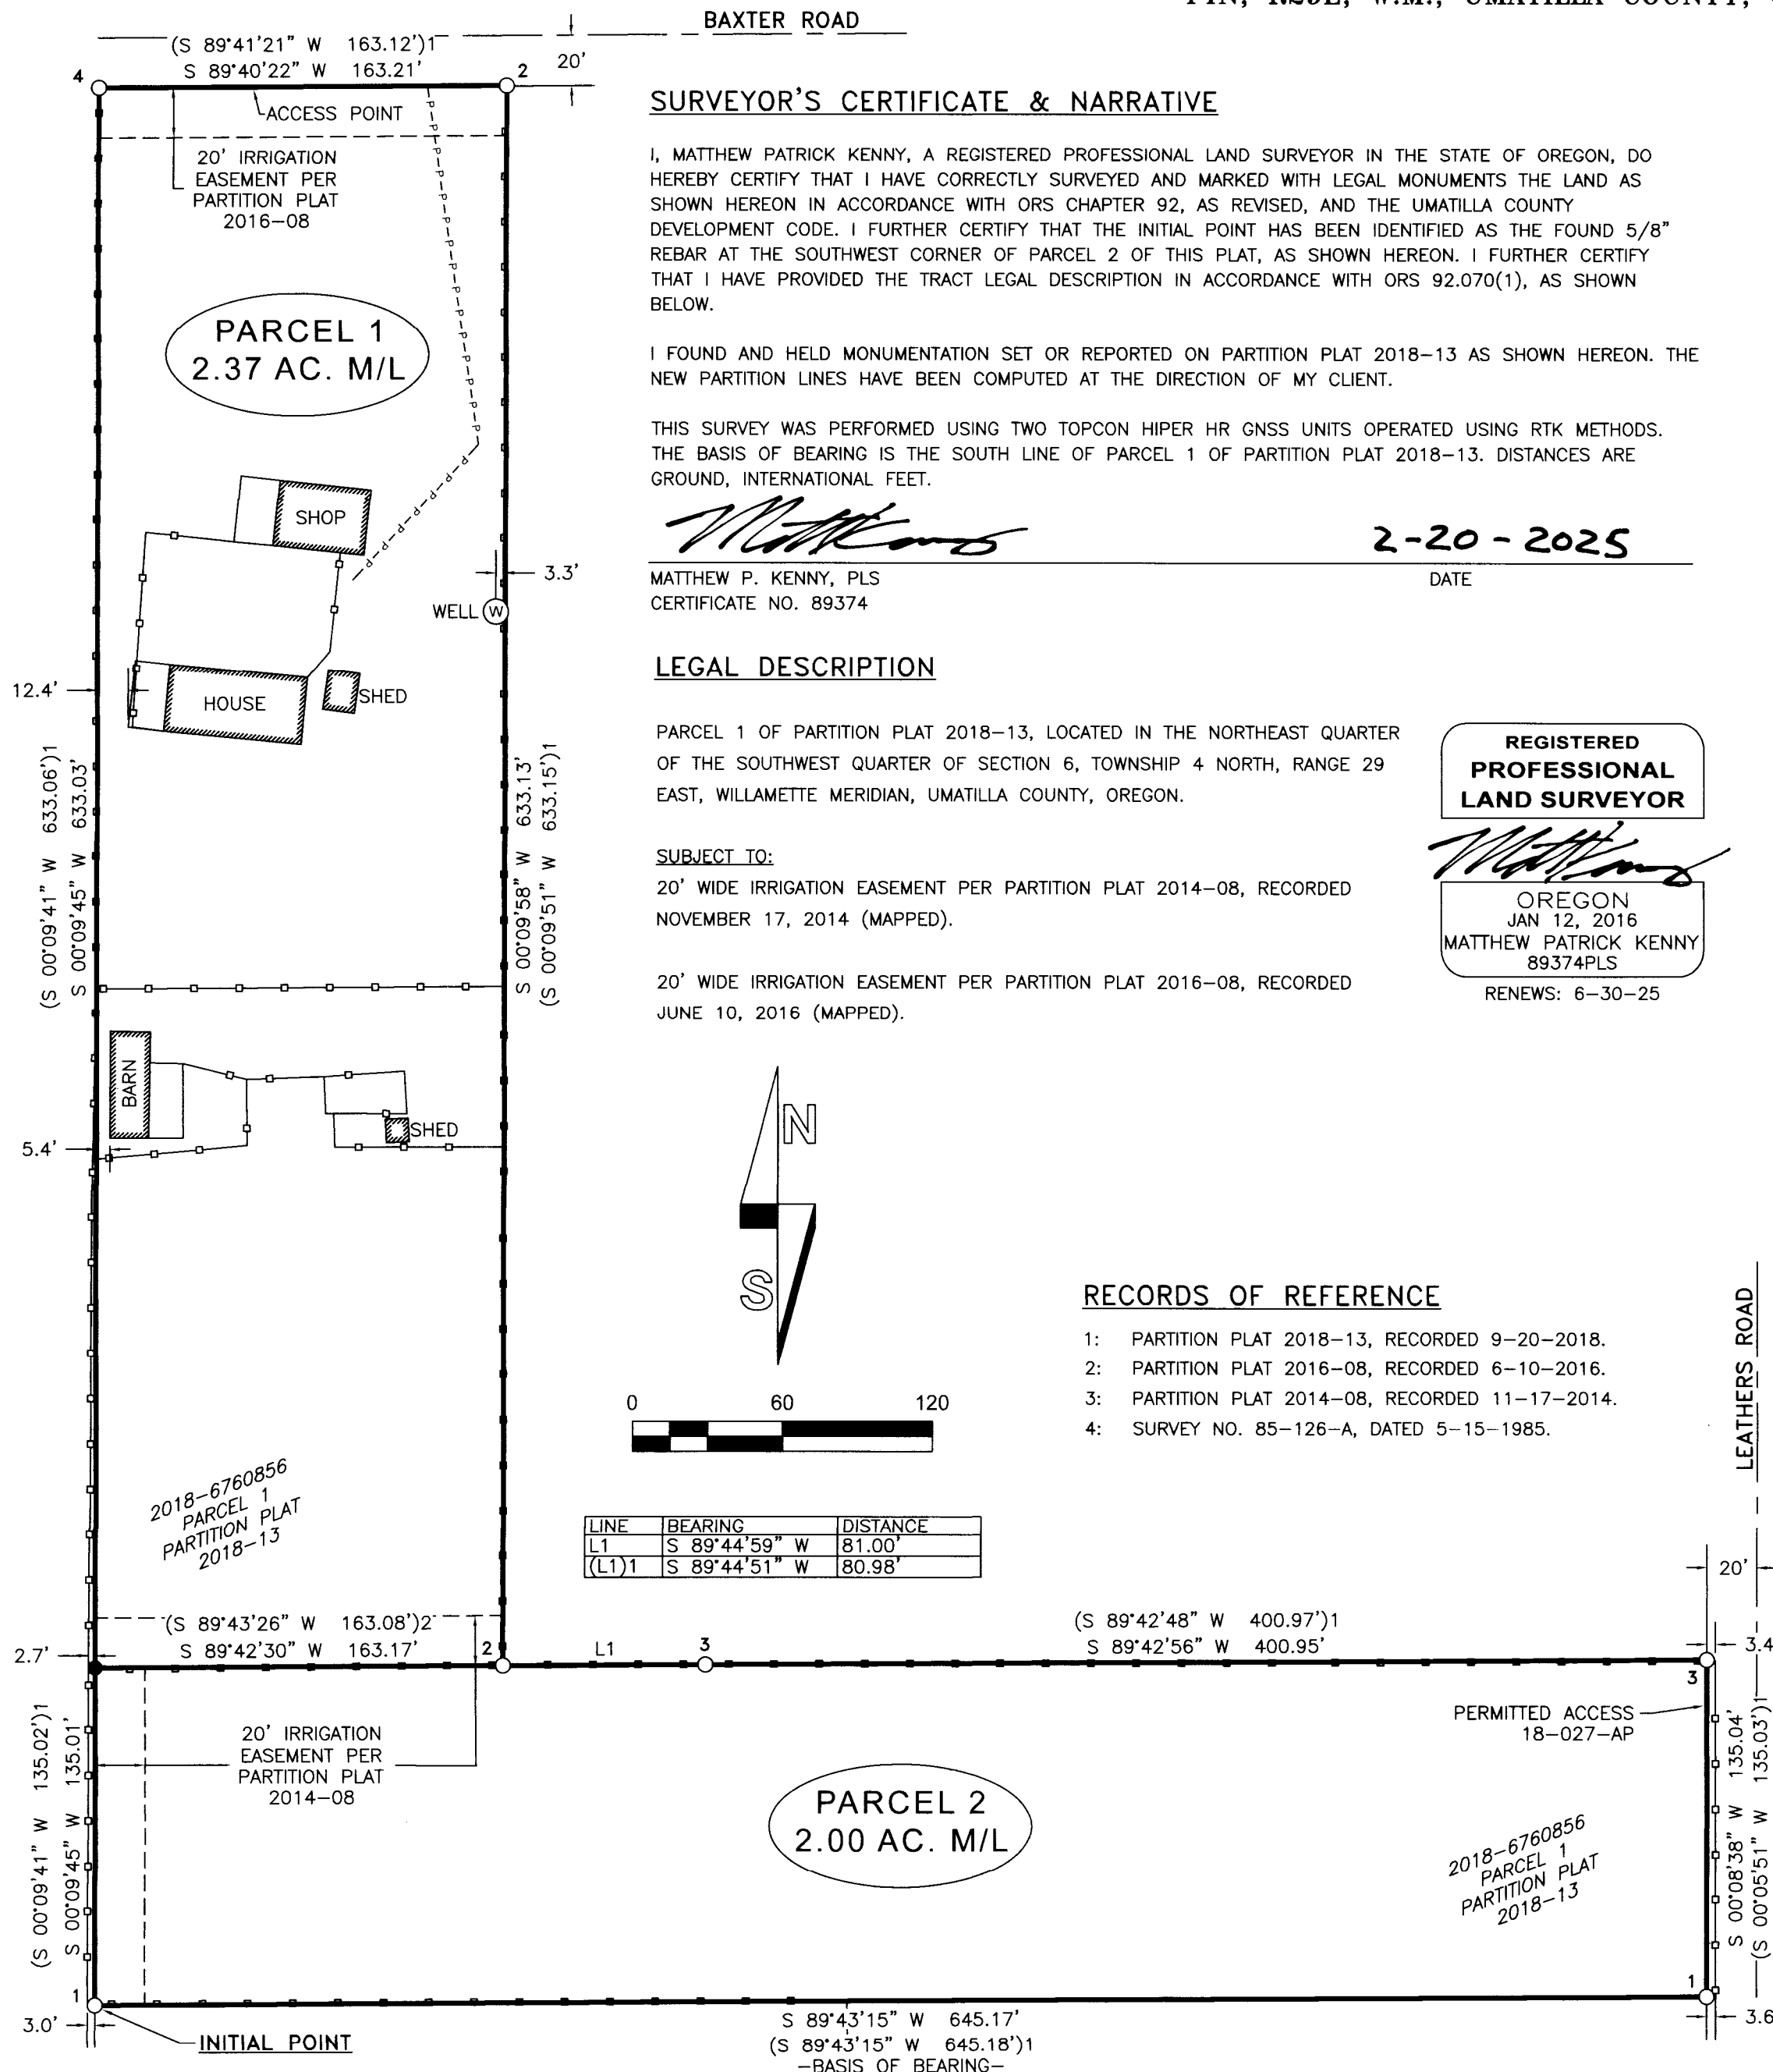 T4N, R29E, W.M., UMATILLA COUNTY,
BAXTER ROAD
(S 89°41'21" W 163.12')1
S 89°40'22" W 163.21'
20'
4
2
ACCESS POINT
20' IRRIGATION
EASEMENT PER
PARTITION PLAT
2016-08
PARCEL 1
2.37 AC. M/L
SHOP
3.3'
WELL W
12.4'
HOUSE
SHED
(S 00°09'41" W 633.06')1
S 00°09'45" W 633.03'
S 00°09'58" W 633.13'
(S 00°09'51" W 633.15')1
BARN
SHED
5.4'
2018-6760856
PARCEL 1
PARTITION PLAT
2018-13
SURVEYOR'S CERTIFICATE & NARRATIVE
I, MATTHEW PATRICK KENNY, A REGISTERED PROFESSIONAL LAND SURVEYOR IN THE STATE OF OREGON, DO
HEREBY CERTIFY THAT I HAVE CORRECTLY SURVEYED AND MARKED WITH LEGAL MONUMENTS THE LAND AS
SHOWN HEREON IN ACCORDANCE WITH ORS CHAPTER 92, AS REVISED, AND THE UMATILLA COUNTY
DEVELOPMENT CODE. I FURTHER CERTIFY THAT THE INITIAL POINT HAS BEEN IDENTIFIED AS THE FOUND 5/8"
REBAR AT THE SOUTHWEST CORNER OF PARCEL 2 OF THIS PLAT, AS SHOWN HEREON. I FURTHER CERTIFY
THAT I HAVE PROVIDED THE TRACT LEGAL DESCRIPTION IN ACCORDANCE WITH ORS 92.070(1), AS SHOWN
BELOW.
I FOUND AND HELD MONUMENTATION SET OR REPORTED ON PARTITION PLAT 2018-13 AS SHOWN HEREON. THE
NEW PARTITION LINES HAVE BEEN COMPUTED AT THE DIRECTION OF MY CLIENT.
THIS SURVEY WAS PERFORMED USING TWO TOPCON HIPER HR GNSS UNITS OPERATED USING RTK METHODS.
THE BASIS OF BEARING IS THE SOUTH LINE OF PARCEL 1 OF PARTITION PLAT 2018-13. DISTANCES ARE
GROUND, INTERNATIONAL FEET.
2-20-2025
MATTHEW P. KENNY, PLS
DATE
CERTIFICATE NO. 89374
LEGAL DESCRIPTION
PARCEL 1 OF PARTITION PLAT 2018-13, LOCATED IN THE NORTHEAST QUARTER
OF THE SOUTHWEST QUARTER OF SECTION 6, TOWNSHIP 4 NORTH, RANGE 29
EAST, WILLAMETTE MERIDIAN, UMATILLA COUNTY, OREGON.
SUBJECT TO:
20' WIDE IRRIGATION EASEMENT PER PARTITION PLAT 2014-08, RECORDED
NOVEMBER 17, 2014 (MAPPED).
20' WIDE IRRIGATION EASEMENT PER PARTITION PLAT 2016-08, RECORDED
JUNE 10, 2016 (MAPPED).
REGISTERED
PROFESSIONAL
LAND SURVEYOR
OREGON
JAN 12, 2016
MATTHEW PATRICK KENNY
89374PLS
RENEWS: 6-30-25
N
S
RECORDS OF REFERENCE
1: PARTITION PLAT 2018-13, RECORDED 9-20-2018.
2: PARTITION PLAT 2016-08, RECORDED 6-10-2016.
3: PARTITION PLAT 2014-08, RECORDED 11-17-2014.
4: SURVEY NO. 85-126-A, DATED 5-15-1985.
LEATHERS ROAD
0 60 120
LINE BEARING DISTANCE
L1 S 89°44'59" W 81.00'
(L1)1 S 89°44'51" W 80.98'
20'
(S 89°43'26" W 163.08')2
S 89°42'30" W 163.17'
2.7'
2
L1
3
(S 89°42'48" W 400.97')1
S 89°42'56" W 400.95'
3.4
3
20' IRRIGATION
EASEMENT PER
PARTITION PLAT
2014-08
PARCEL 2
2.00 AC. M/L
PERMITTED ACCESS
18-027-AP
2018-6760856
PARCEL 1
PARTITION PLAT
2018-13
(S 00°09'41" W 135.02')1
S 00°09'45" W 135.01'
S 00°08'38" W 135.04'
(S 00°05'51" W 135.03')1
1
1
3.0'
INITIAL POINT
S 89°43'15" W 645.17'
(S 89°43'15" W 645.18')1
-BASIS OF BEARING-
3.6